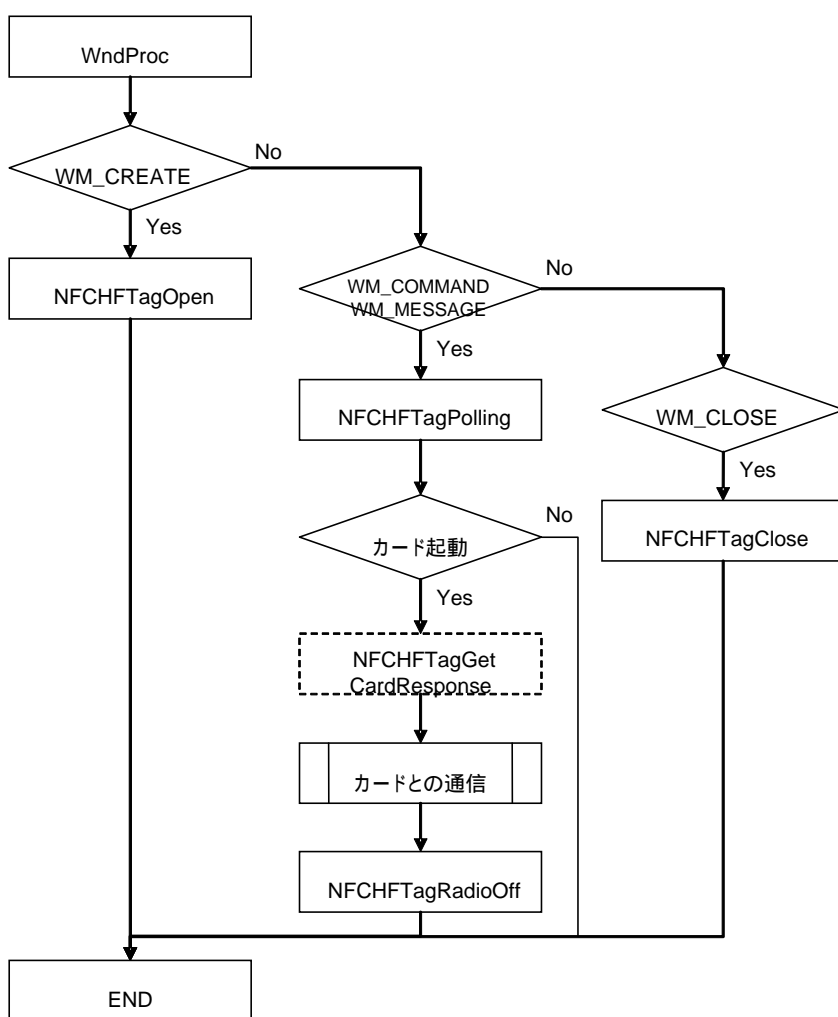 WndProc
WM_CREATE
No
Yes
NFCHFTagOpen
WM_COMMAND
WM_MESSAGE
No
Yes
NFCHFTagPolling
WM_CLOSE
Yes
NFCHFTagClose
カード起動
No
Yes
NFCHFTagGet
CardResponse
カードとの通信
NFCHFTagRadioOff
END